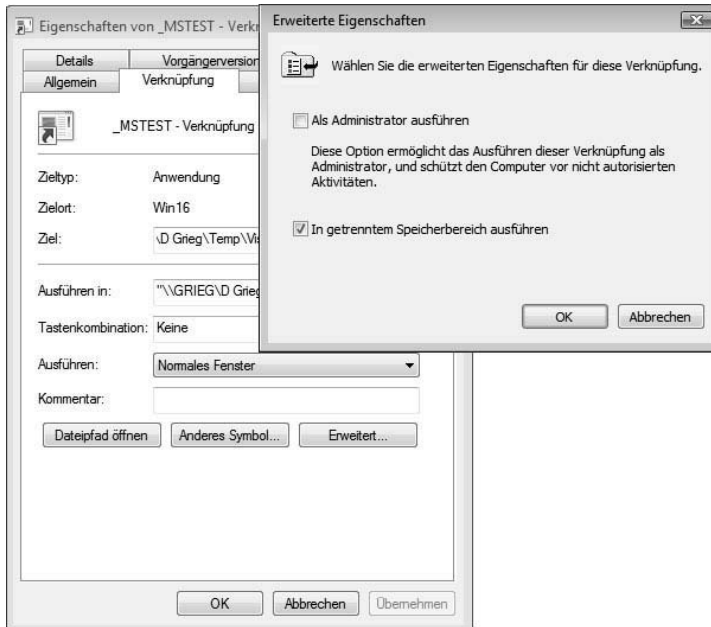 Eigenschaften von _MSTEST - Verkn
Details
Vorgängerversion
Allgemein
Verknüpfung
_MSTEST - Verknüpfung
Zieltyp:
Anwendung
Zielort:
Win16
Ziel:
\D Grieg\Temp\Vis
Ausführen in:
"\\GRIEG\D Grieg
Tastenkombination:
Keine
Ausführen:
Normales Fenster
Kommentar:
Dateipfad öffnen
Anderes Symbol...
Erweitert...
OK
Abbrechen
Übernehmen
Erweiterte Eigenschaften
Wählen Sie die erweiterten Eigenschaften für diese Verknüpfung.
Als Administrator ausführen
Diese Option ermöglicht das Ausführen dieser Verknüpfung als
Administrator, und schützt den Computer vor nicht autorisierten
Aktivitäten.
In getrenntem Speicherbereich ausführen
OK
Abbrechen